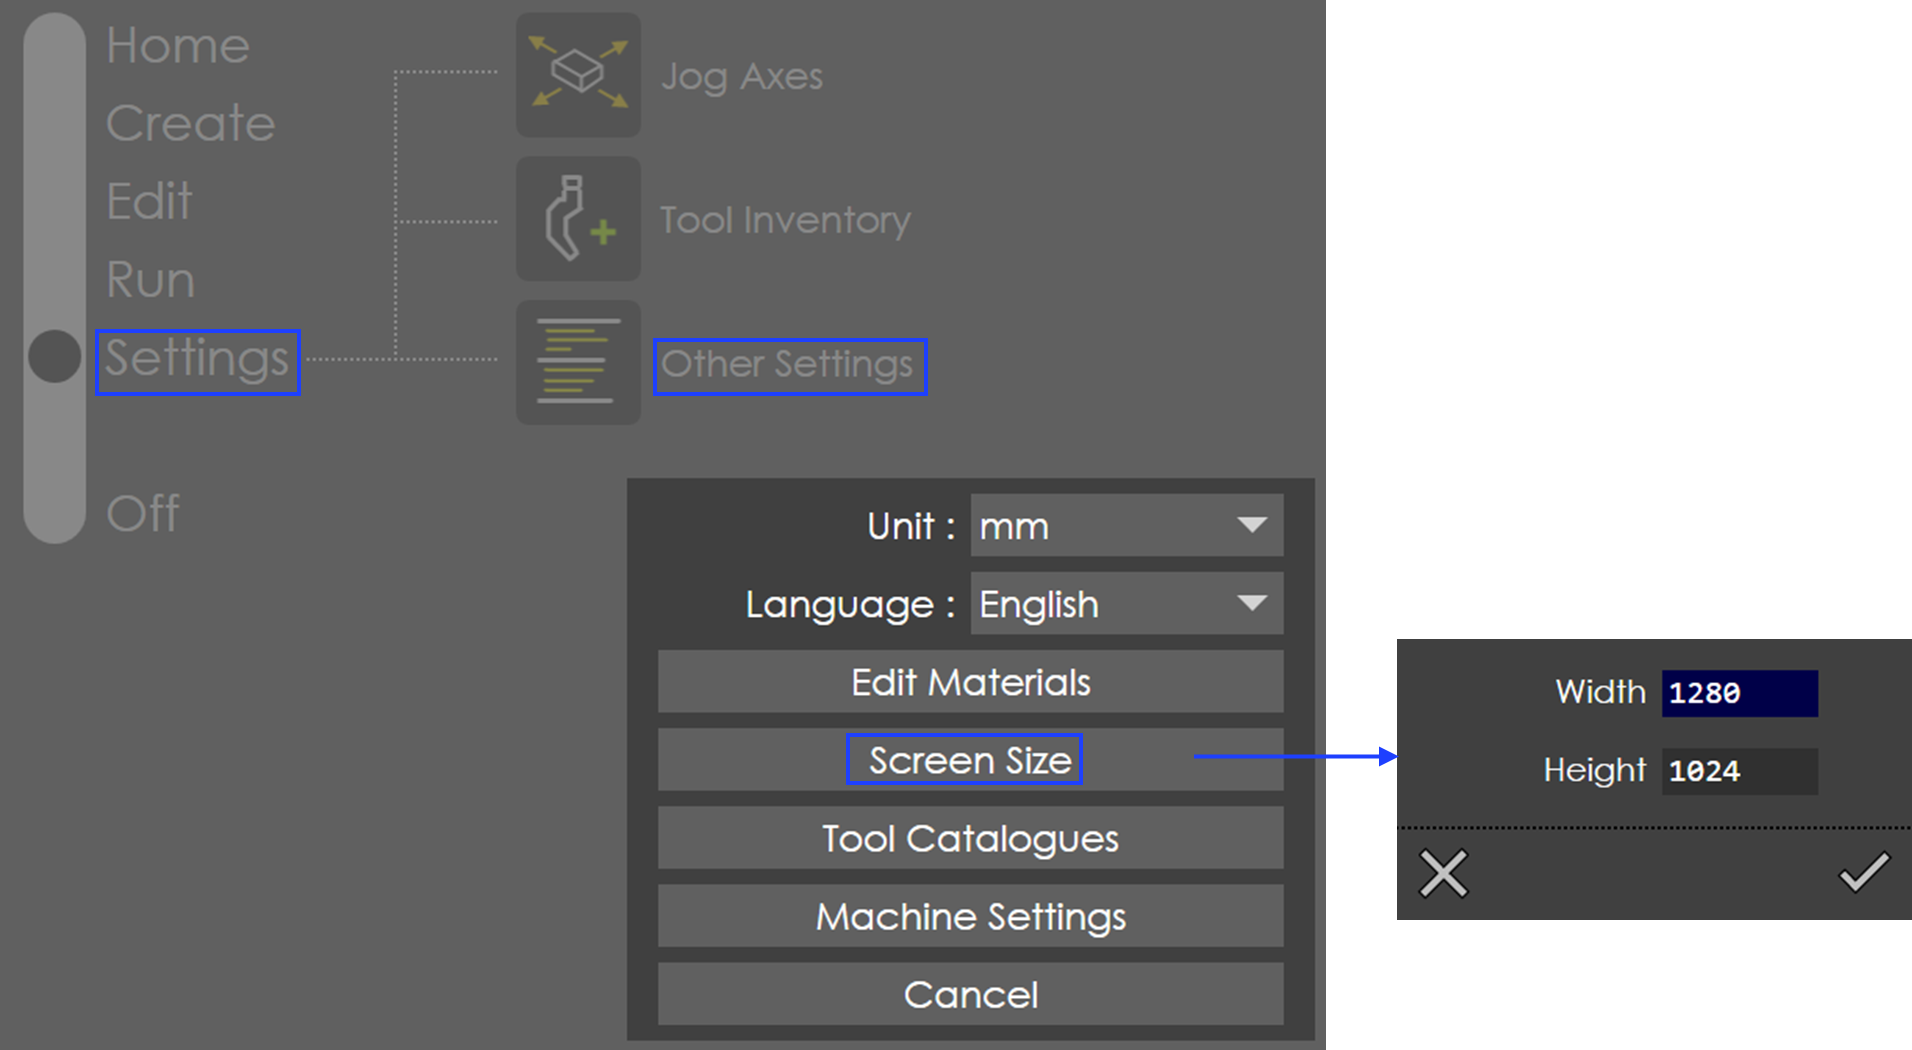 Home
Create
Edit
Run
Settings
Off
Jog Axes
Tool Inventory
Other Settings
Unit : mm
Language : English
Edit Materials
Screen Size
Tool Catalogues
Machine Settings
Cancel
Width 1280
Height 1024